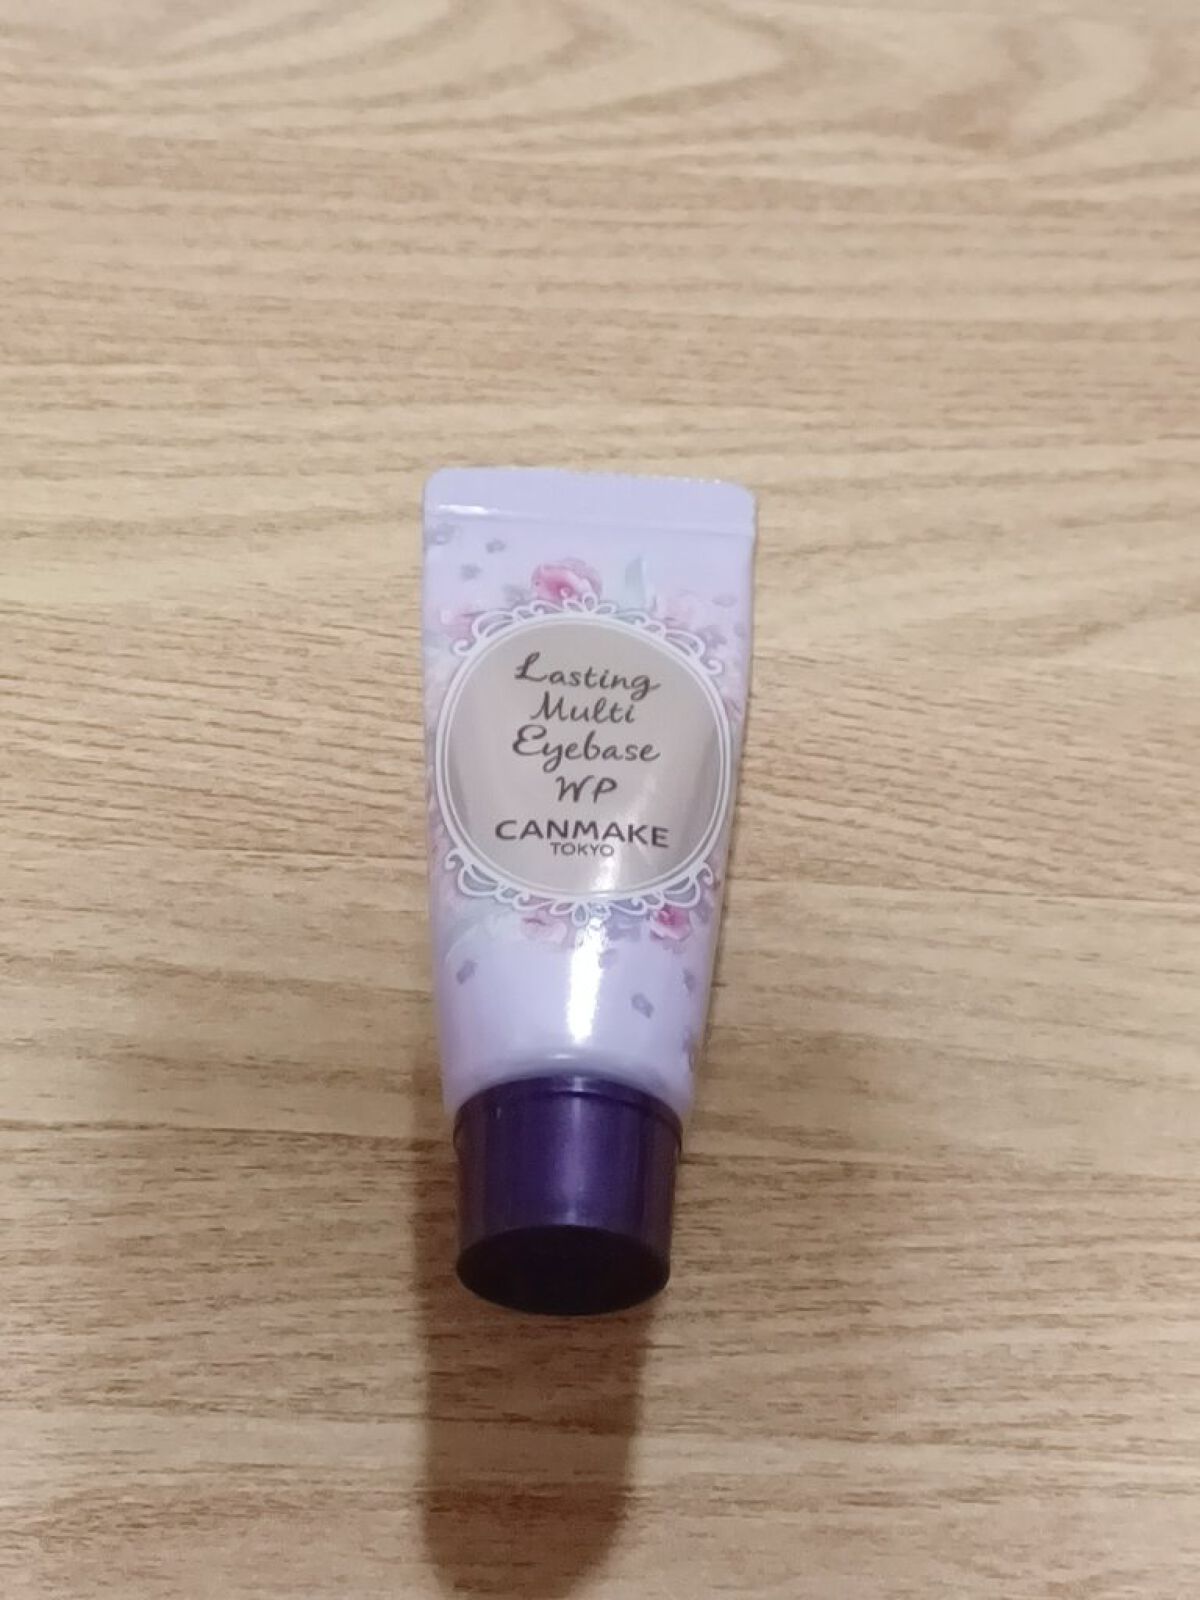 Lasting
Multi
Eyebase
WP
CANMAKE
TOKYO